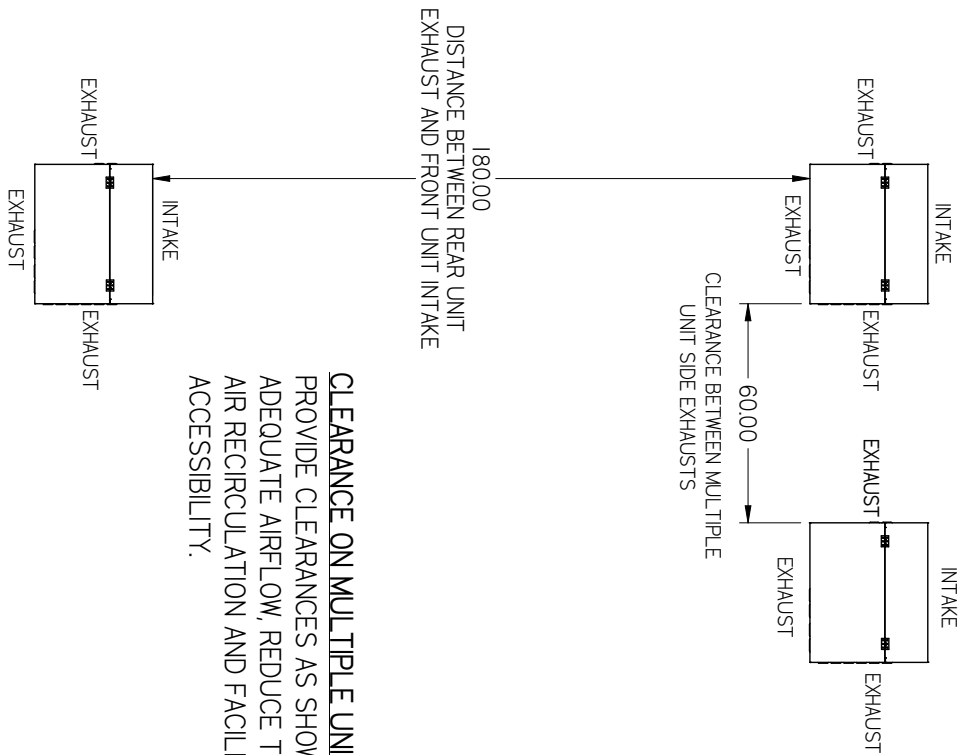 INTAKE
EXHAUST
EXHAUST
EXHAUST
INTAKE
EXHAUST
EXHAUST
EXHAUST
60.00
CLEARANCE BETWEEN MULTIPLE
UNIT SIDE EXHAUSTS
180.00
DISTANCE BETWEEN REAR UNIT
EXHAUST AND FRONT UNIT INTAKE
INTAKE
EXHAUST
EXHAUST
EXHAUST
CLEARANCE ON MULTIPLE UNI
PROVIDE CLEARANCES AS SHOW
ADEQUATE AIRFLOW, REDUCE T
AIR RECIRCULATION AND FACILI
ACCESSIBILITY.